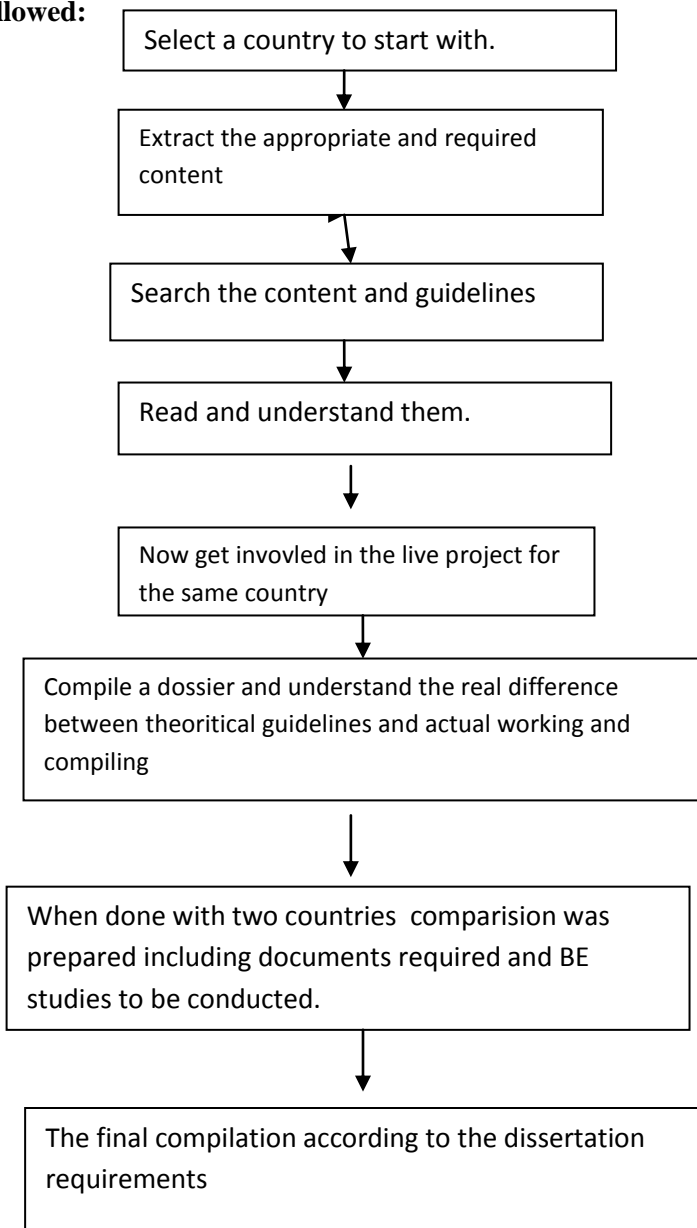 llowed:
Select a country to start with.
Extract the appropriate and required
content
Search the content and guidelines
Read and understand them.
Now get invovled in the live project for
the same country
Compile a dossier and understand the real difference
between theoritical guidelines and actual working and
compiling
When done with two countries comparision was
prepared including documents required and BE
studies to be conducted.
The final compilation according to the dissertation
requirements